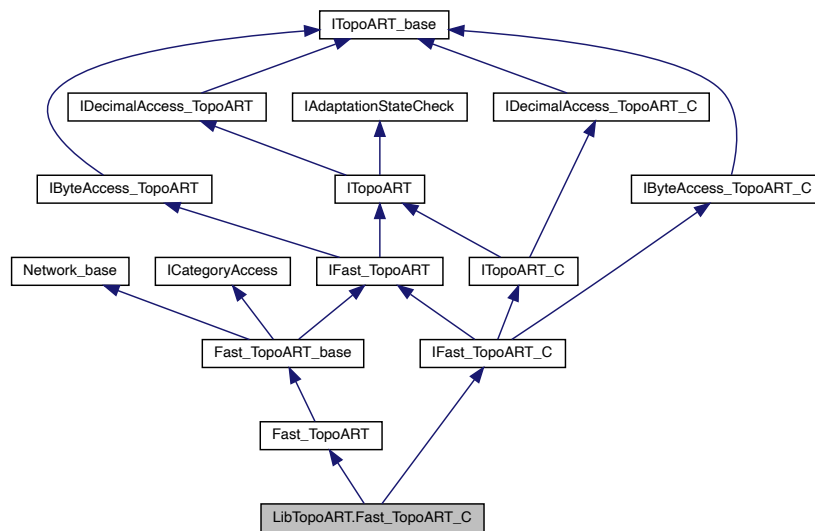 ITopoART_base
IDecimalAccess_TopoART
IAdaptationStateCheck
IDecimalAccess_TopoART_C
IByteAccess_TopoART
ITopoART
IByteAccess_TopoART_C
Network_base
ICategoryAccess
IFast_TopoART
ITopoART_C
Fast_TopoART_base
IFast_TopoART_C
Fast_TopoART
LibTopoART.Fast_TopoART_C